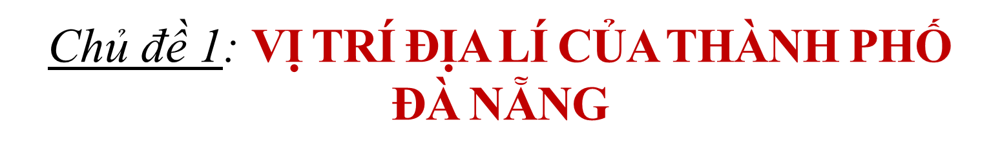 Chủ đề 1: VỊ TRÍ ĐỊA LÍ CỦA THÀNH PHỐ
ĐÀ NẴNG